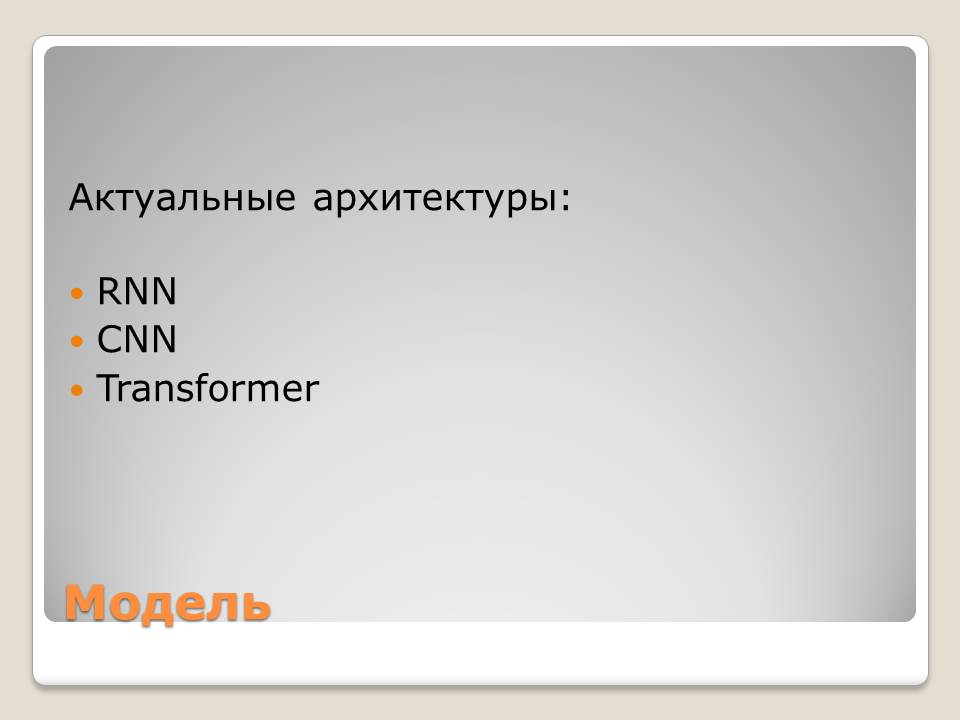 Актуальные архитектуры:
RNN
CNN
Transformer
Модель